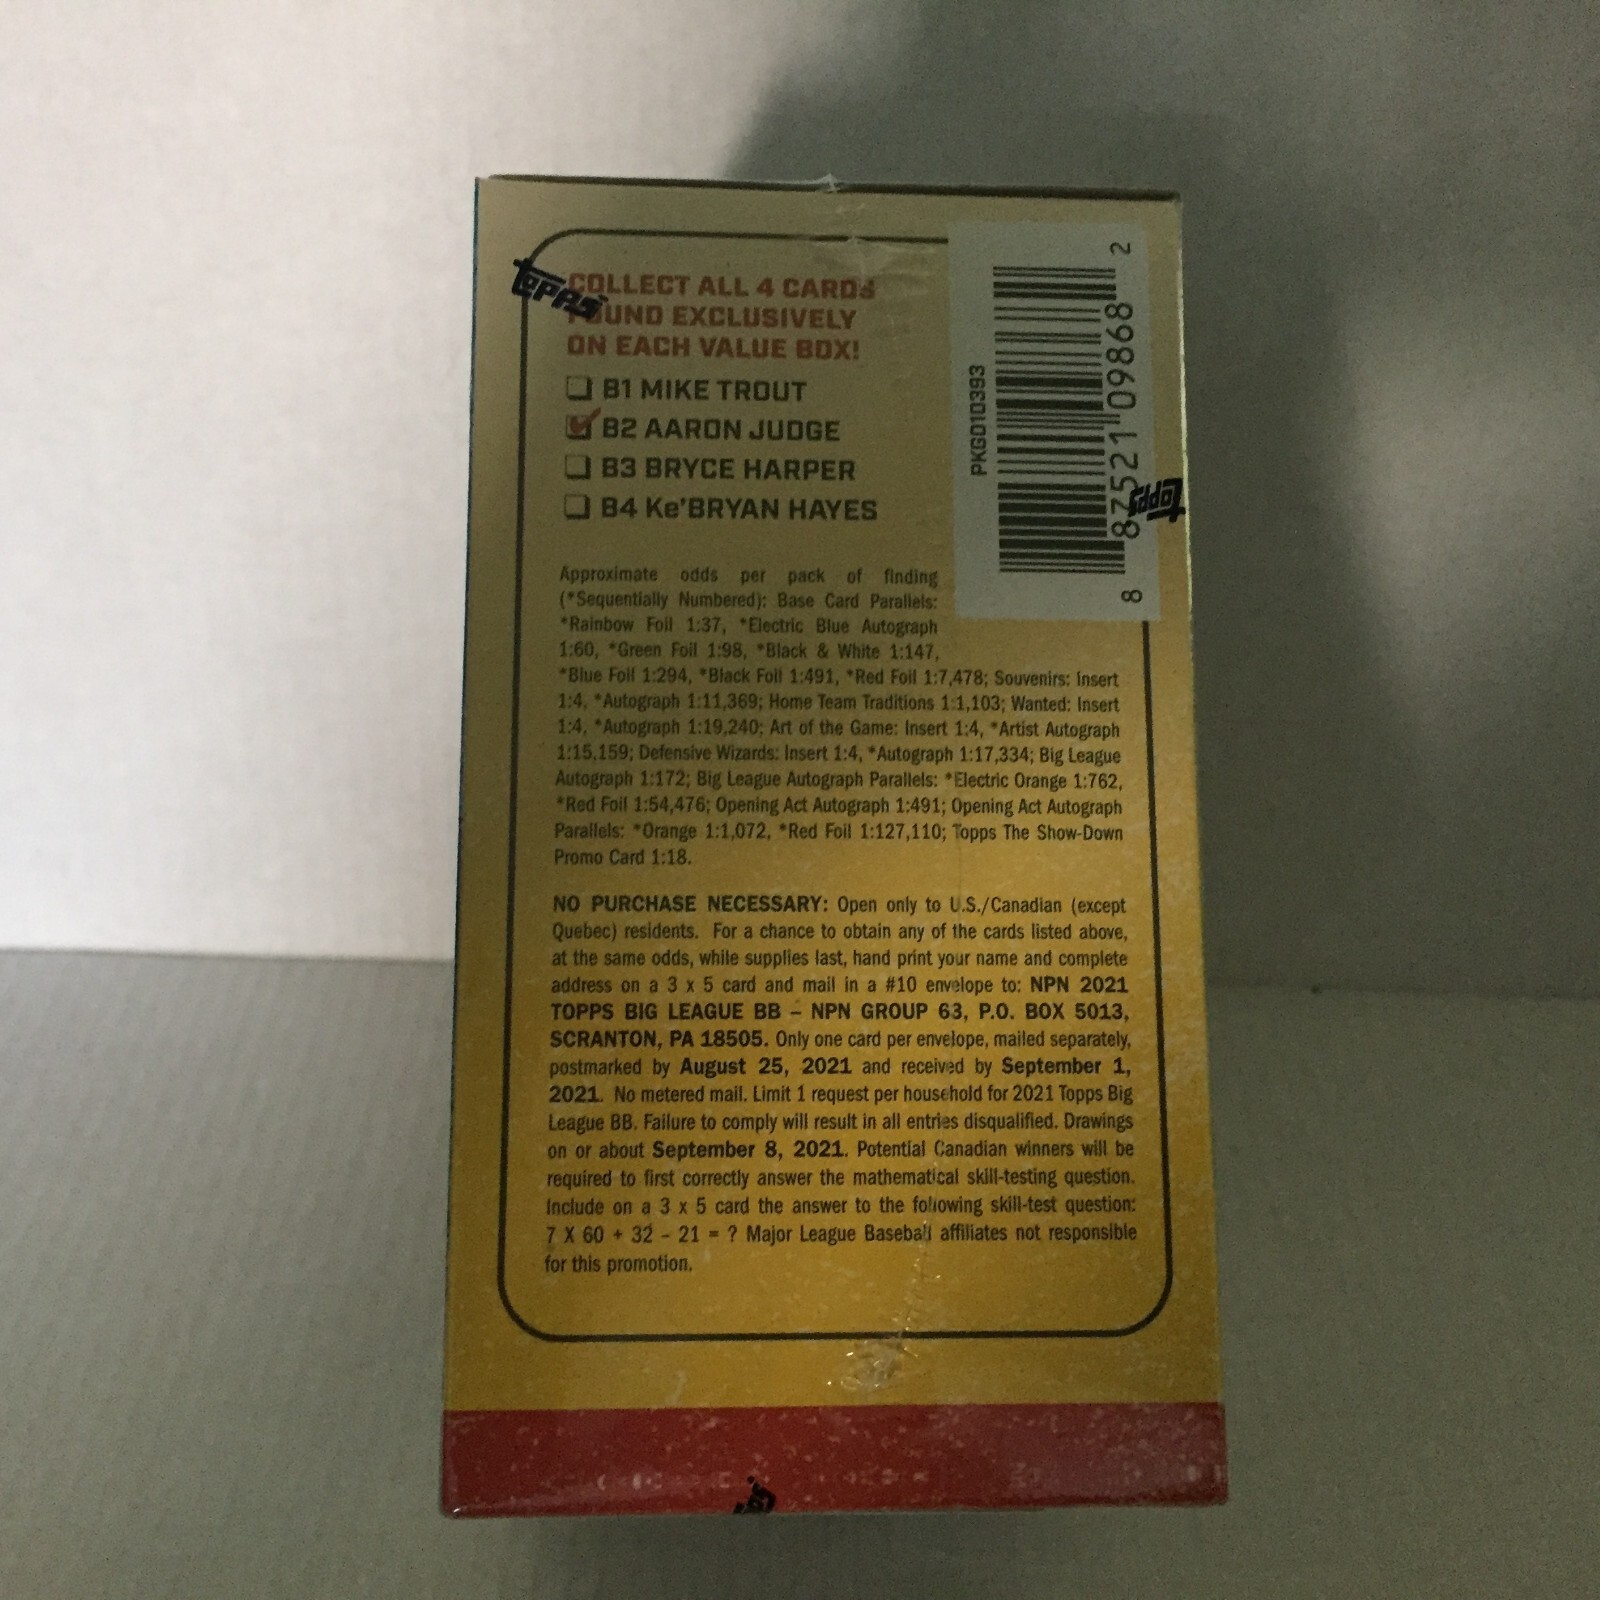 COLLECT ALL 4 CARDS
FOUND EXCLUSIVELY
ON EACH VALUE BOX!
B1 MIKE TROUT
B2 AARON JUDGE
B3 BRYCE HARPER
B4 Ke'BRYAN HAYES
Topps
PKG010393
8 87521 09868 2
Topps
Approximate odds per pack of finding
(*Sequentially Numbered): Base Card Parallels:
*Rainbow Foil 1:37, *Electric Blue Autograph
1:60, *Green Foil 1:98, *Black & White 1:147,
*Blue Foil 1:294, *Black Foil 1:491, *Red Foil 1:7,478; Souvenirs: Insert
1:4, *Autograph 1:11,369; Home Team Traditions 1:1,103; Wanted: Insert
1:4, *Autograph 1:19,240; Art of the Game: Insert 1:4, *Artist Autograph
1:15,159; Defensive Wizards: Insert 1:4, *Autograph 1:17,334; Big League
Autograph 1:172; Big League Autograph Parallels: *Electric Orange 1:762,
*Red Foil 1:54,476; Opening Act Autograph 1:491; Opening Act Autograph
Parallels: *Orange 1:1,072, *Red Foil 1:127,110; Topps The Show-Down
Promo Card 1:18.
NO PURCHASE NECESSARY: Open only to U.S./Canadian (except
Quebec) residents. For a chance to obtain any of the cards listed above,
at the same odds, while supplies last, hand print your name and complete
address on a 3 x 5 card and mail in a #10 envelope to: NPN 2021
TOPPS BIG LEAGUE BB – NPN GROUP 63, P.O. BOX 5013,
SCRANTON, PA 18505. Only one card per envelope, mailed separately,
postmarked by August 25, 2021 and received by September 1,
2021. No metered mail. Limit 1 request per household for 2021 Topps Big
League BB. Failure to comply will result in all entries disqualified. Drawings
on or about September 8, 2021. Potential Canadian winners will be
required to first correctly answer the mathematical skill-testing question.
Include on a 3 x 5 card the answer to the following skill-test question:
7 X 60 + 32 - 21 = ? Major League Baseball affiliates not responsible
for this promotion.